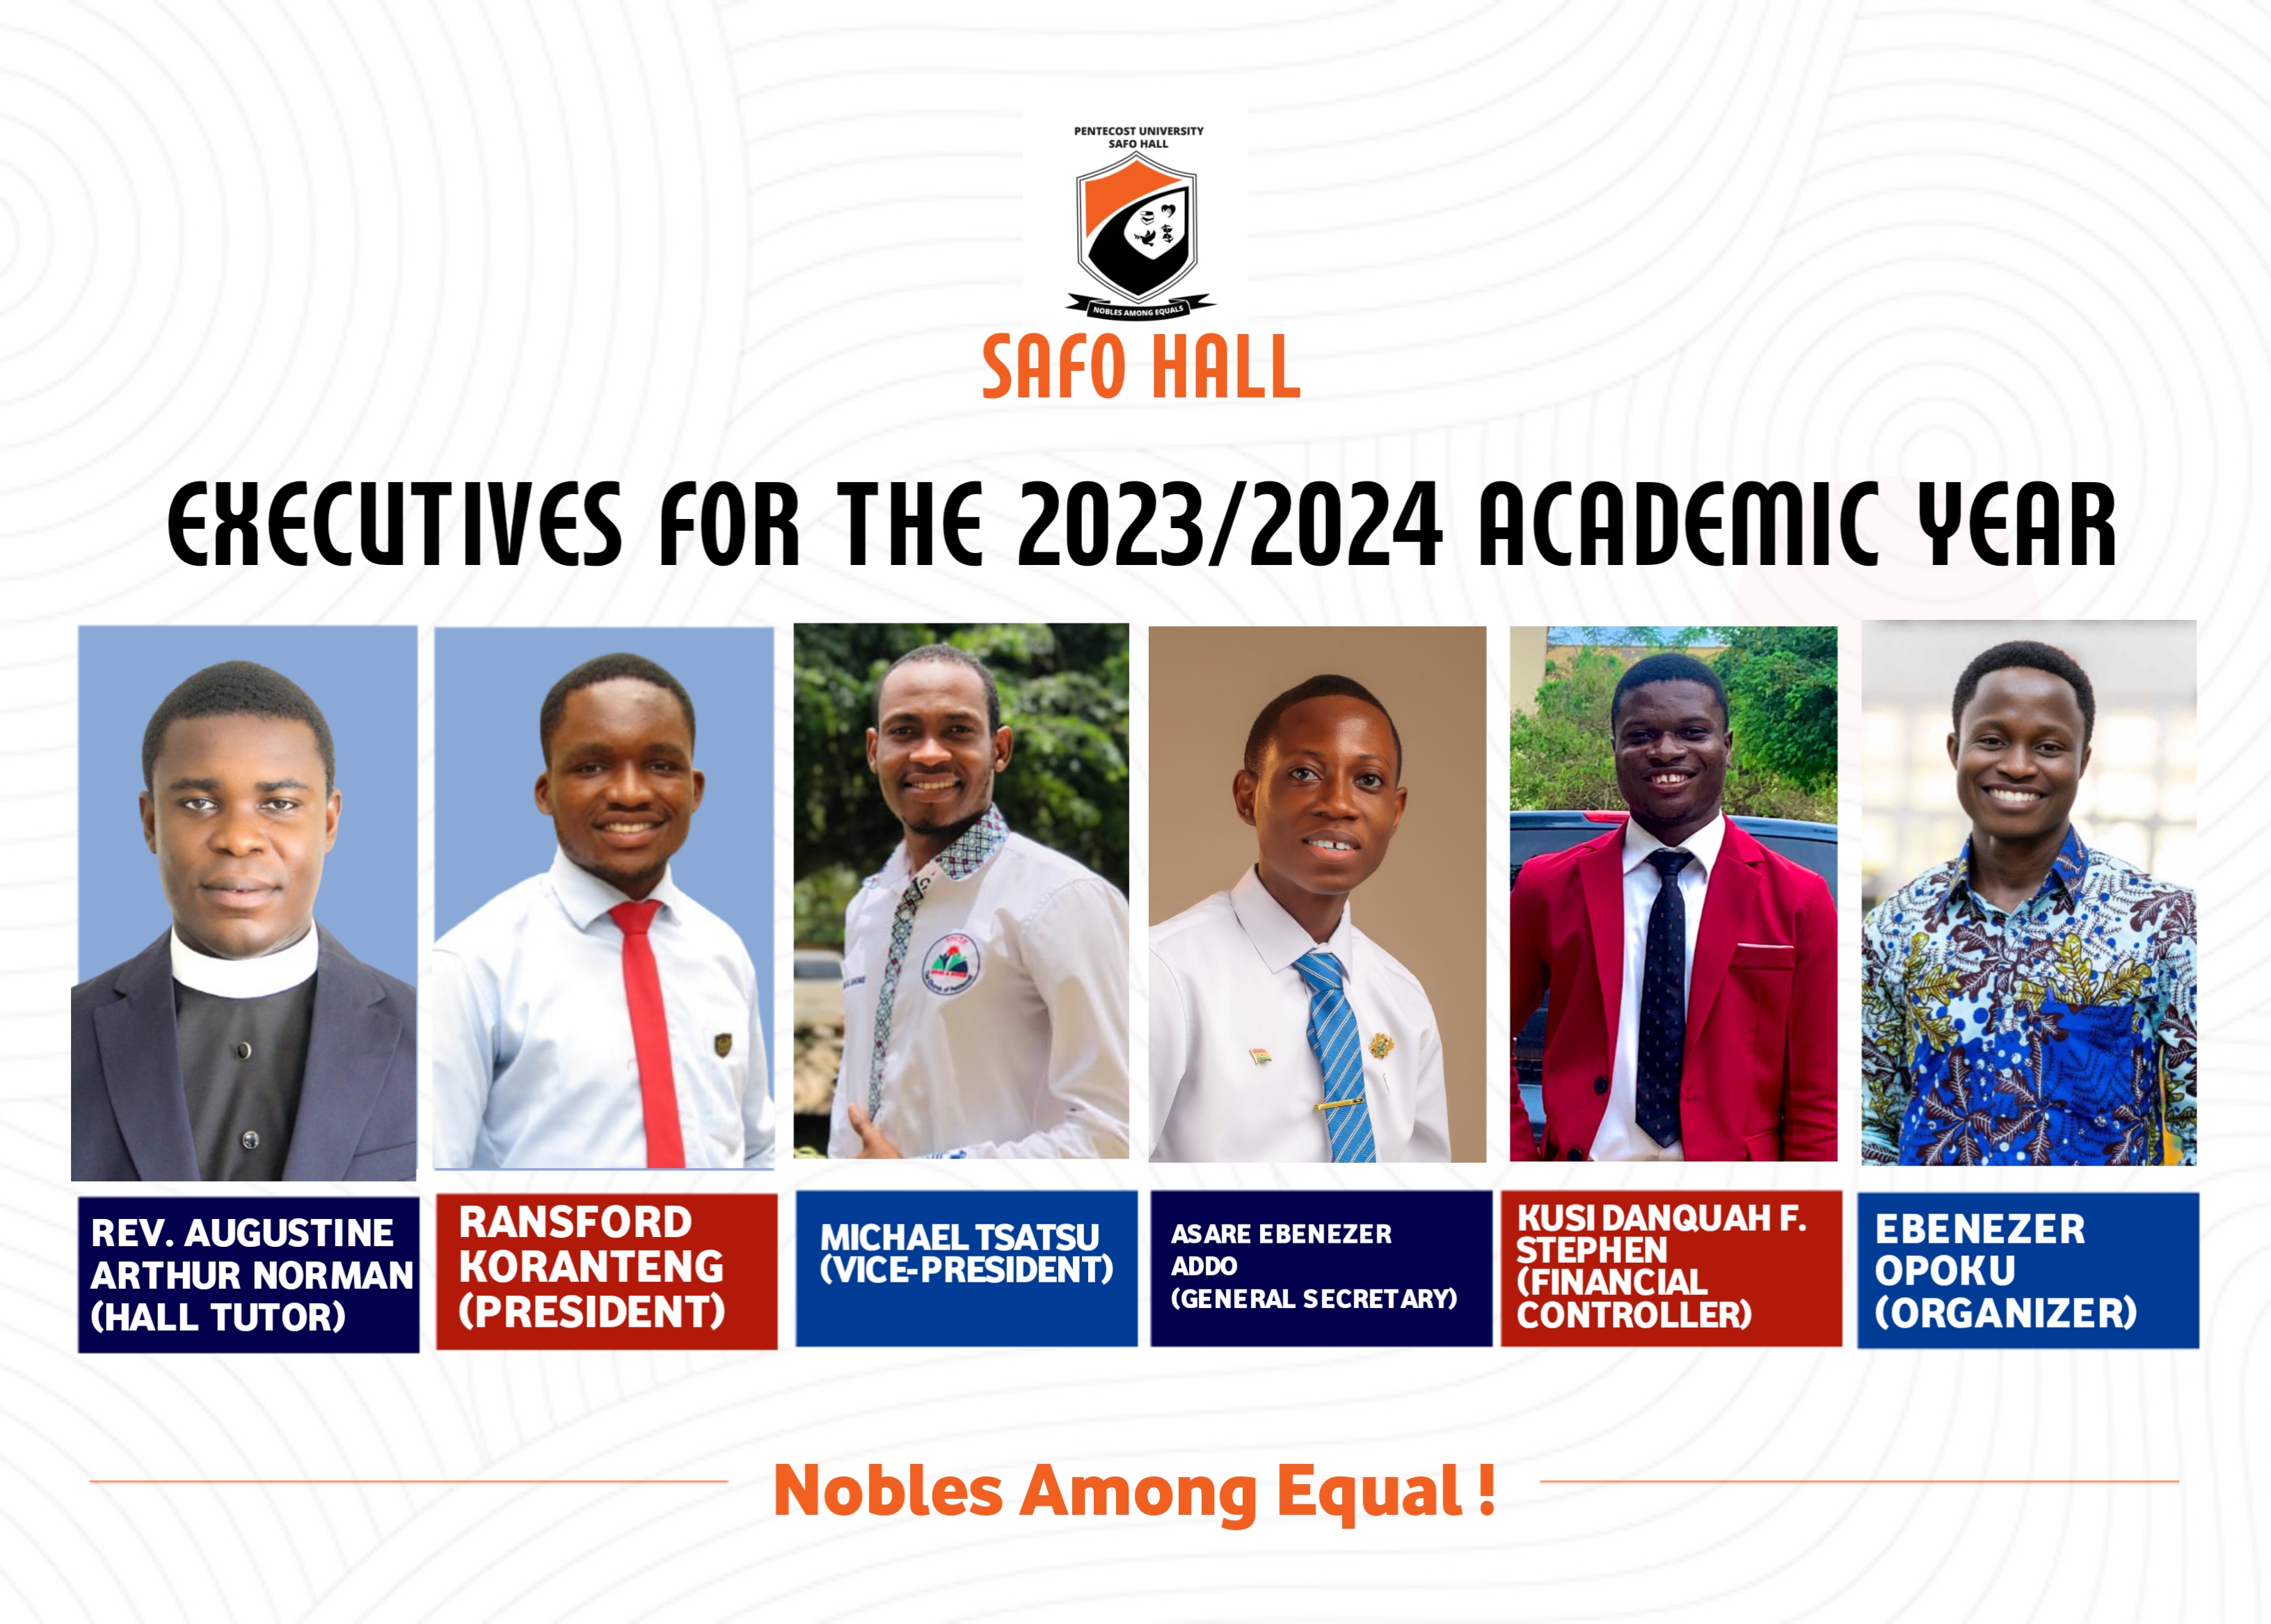 PENTECOST UNIVERSITY
SAFO HALL
NOBLES AMONG EQUALS
SAFO HALL
EXECUTIVES FOR THE 2023/2024 ACADEMIC YEAR
REV. AUGUSTINE
ARTHUR NORMAN
(HALL TUTOR)
RANSFORD
KORANTENG
(PRESIDENT)
MICHAEL TSATSU
(VICE-PRESIDENT)
ASARE EBENEZER
ADDO
(GENERAL SECRETARY)
KUSI DANQUAH F.
STEPHEN
(FINANCIAL
CONTROLLER)
EBENEZER
OPOKU
(ORGANIZER)
Nobles Among Equal !